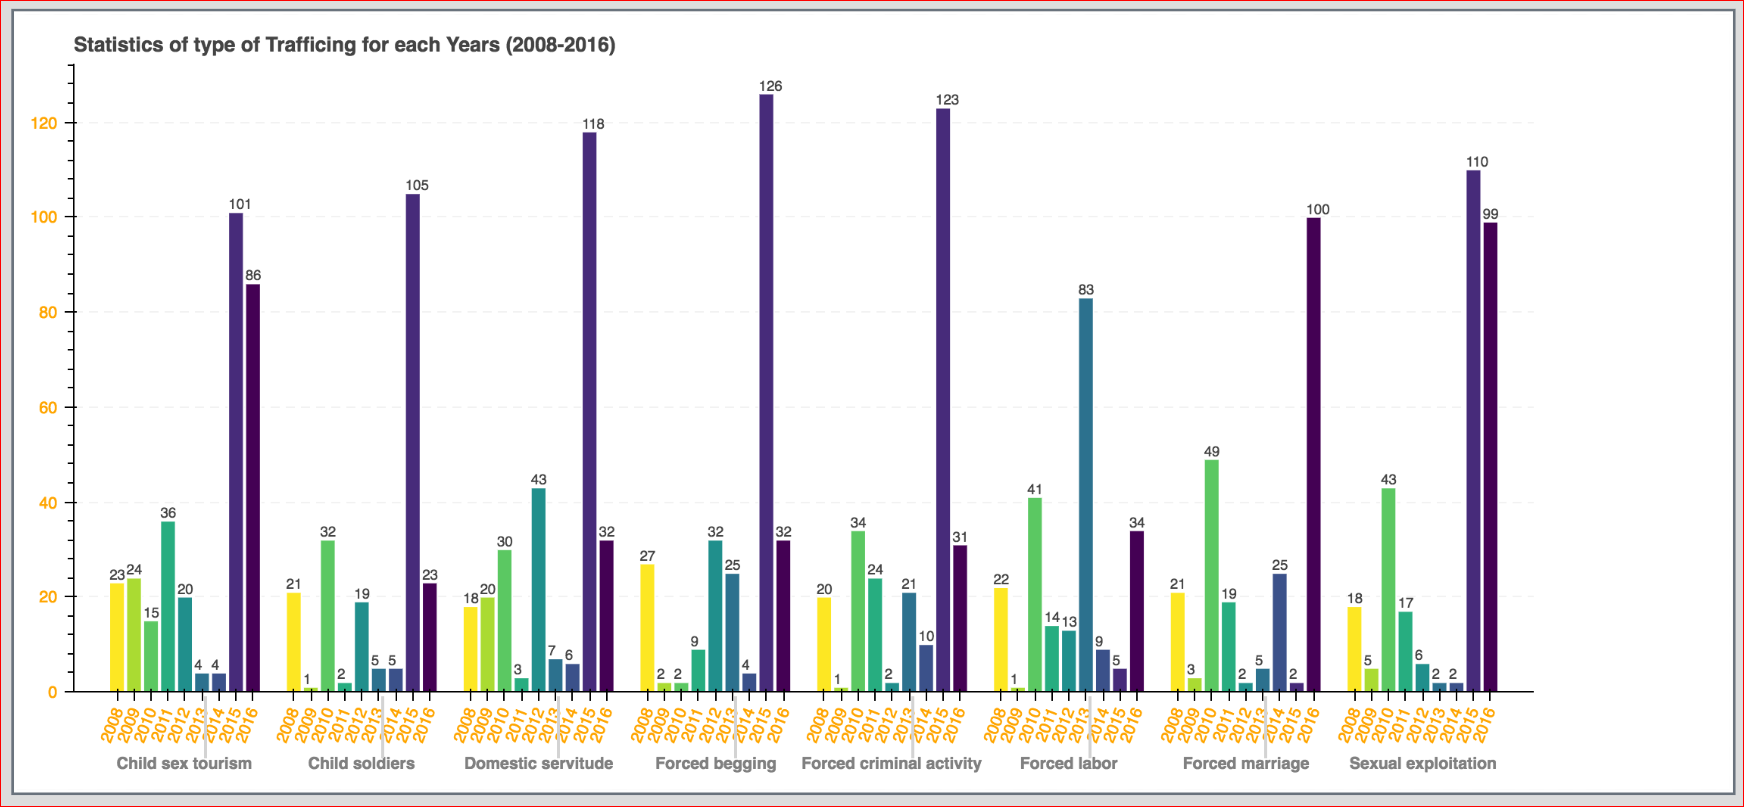 Statistics of type of Trafficing for each Years (2008-2016)
120
100
80
60
40
20
0
23 24 15 36 20 4 4 101 86
21 1 32 2 19 5 5 105 23
18 20 30 3 43 7 6 118 32
27 2 2 9 32 25 4 126 32
20 1 34 24 2 21 10 123 31
22 1 41 14 13 83 9 5 34
21 3 49 19 2 5 25 2 100
18 5 43 17 6 2 2 110 99
2008 2009 2010 2011 2012 2013 2014 2015 2016
2008 2009 2010 2011 2012 2013 2014 2015 2016
2008 2009 2010 2011 2012 2013 2014 2015 2016
2008 2009 2010 2011 2012 2013 2014 2015 2016
2008 2009 2010 2011 2012 2013 2014 2015 2016
2008 2009 2010 2011 2012 2013 2014 2015 2016
2008 2009 2010 2011 2012 2013 2014 2015 2016
2008 2009 2010 2011 2012 2013 2014 2015 2016
Child sex tourism Child soldiers Domestic servitude Forced begging Forced criminal activity Forced labor Forced marriage Sexual exploitation